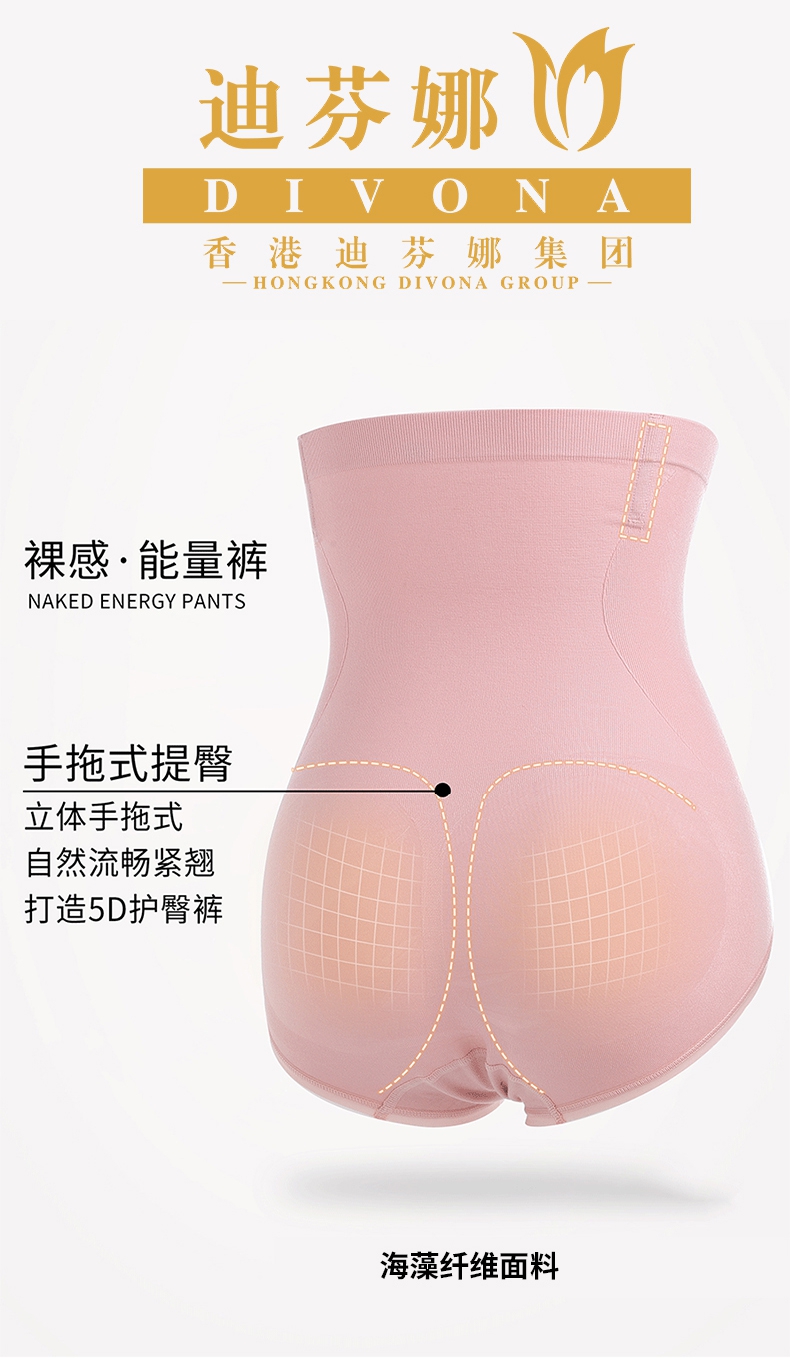 迪芬娜
DIVONA
香港迪芬娜集团
HONGKONG DIVONA GROUP
裸感·能量裤
NAKED ENERGY PANTS
手拖式提臀
立体手拖式
自然流畅紧翘
打造5D护臀裤
海藻纤维面料